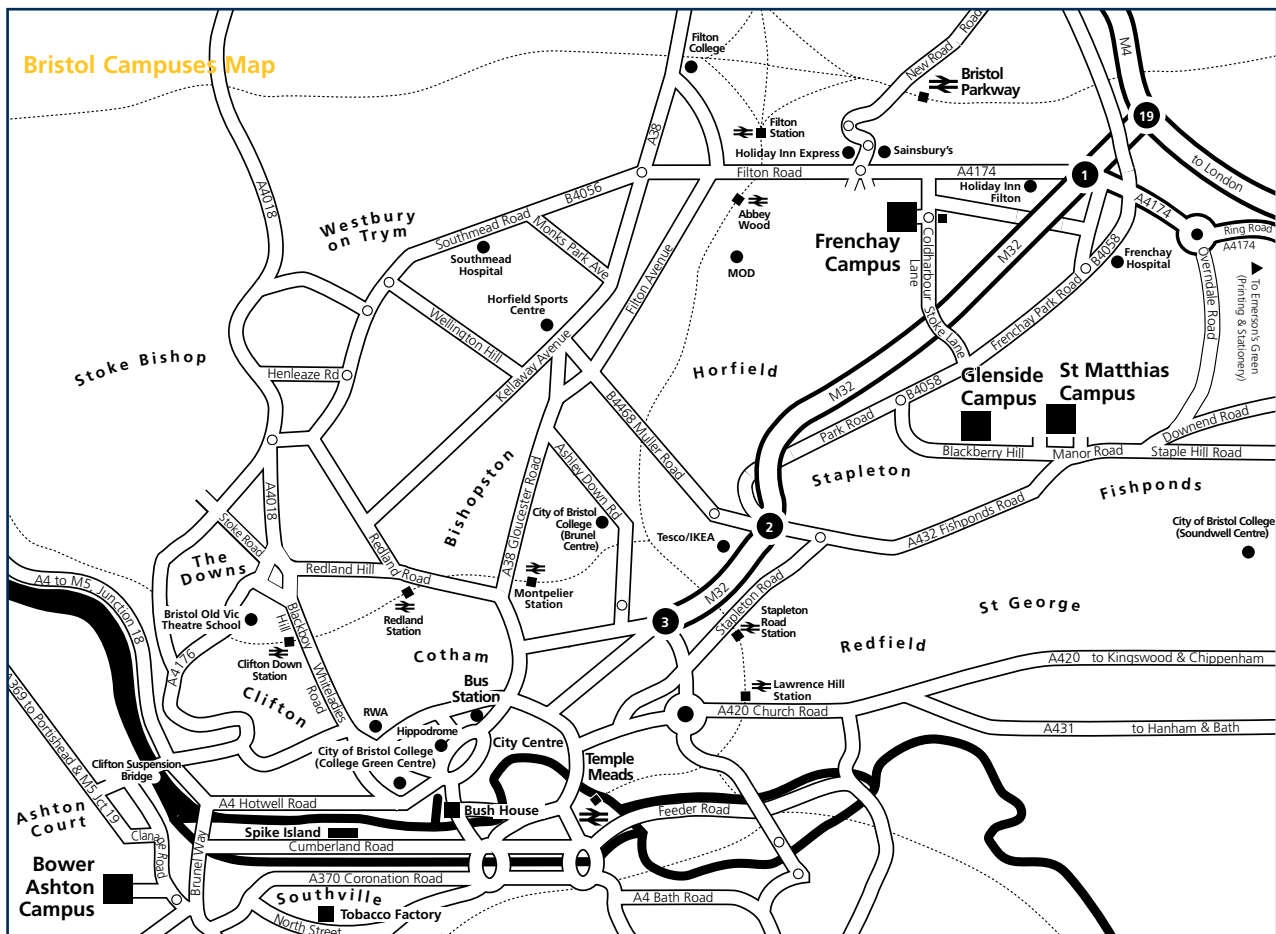 Bristol Campuses Map
Filton
College
New Road
Road
M4
Bristol
Parkway
19
to London
A38
Filton
Station
Holiday Inn Express
Sainsbury's
Filton Road
A4174
1
Holiday Inn
Filton
A4174
Ring Road
A4174
A4018
Westbury
on Trym
Southmead Road
B4056
Monks Park Ave
Southmead
Hospital
Abbey
Wood
MOD
Frenchay
Campus
Coldharbour
Lane
M32
B4058
Frenchay
Hospital
Overndale Road
To Emerson's Green
(Printing & Stationery)
Filton Avenue
Horfield Sports
Centre
Wellington Hill
Kellaway Avenue
Stoke Lane
Frenchay Park Road
Stoke Bishop
Henleaze Rd
Horfield
M32
B4058
Park Road
Glenside
Campus
St Matthias
Campus
B4468 Muller Road
Downend Road
Blackberry Hill
Manor Road
Staple Hill Road
Stapleton
Fishponds
Bishopston
Ashley Down Rd
A38 Gloucester Road
A4018
City of Bristol
College
(Brunel
Centre)
Tesco/IKEA
2
A432 Fishponds Road
City of Bristol College
(Soundwell Centre)
Stoke Road
The
Downs
Redland Hill
Redland Road
Montpelier
Station
M32
Stapleton Road
St George
A4 to M5, Junction 18
Bristol Old Vic
Theatre School
Blackboy
Hill
Redland
Station
3
Stapleton
Road
Station
Redfield
A4176
Clifton Down
Station
Cotham
A420 to Kingswood & Chippenham
A369 to Portishead & M5 Jct 19
Clifton
Whiteladies
Road
Bus
Station
Lawrence Hill
Station
RWA
A420 Church Road
A431 to Hanham & Bath
Hippodrome
City Centre
City of Bristol College
(College Green Centre)
Temple
Meads
Clifton Suspension
Bridge
Ashton
Court
A4 Hotwell Road
Bush House
Feeder Road
Spike Island
Clanage Road
Cumberland Road
Brunel Way
Bower
Ashton
Campus
A370 Coronation Road
Southville
A4 Bath Road
Tobacco Factory
North Street